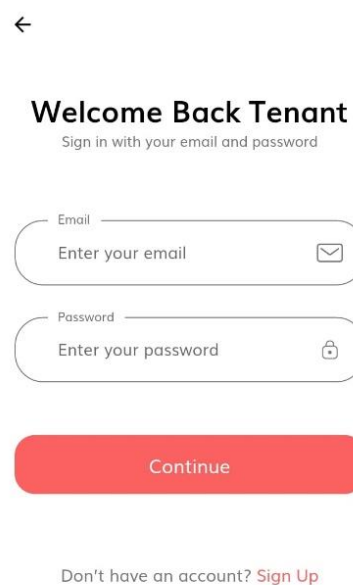 Welcome Back Tenant
Sign in with your email and password
Email
Enter your email
Password
Enter your password
Continue
Don't have an account? Sign Up